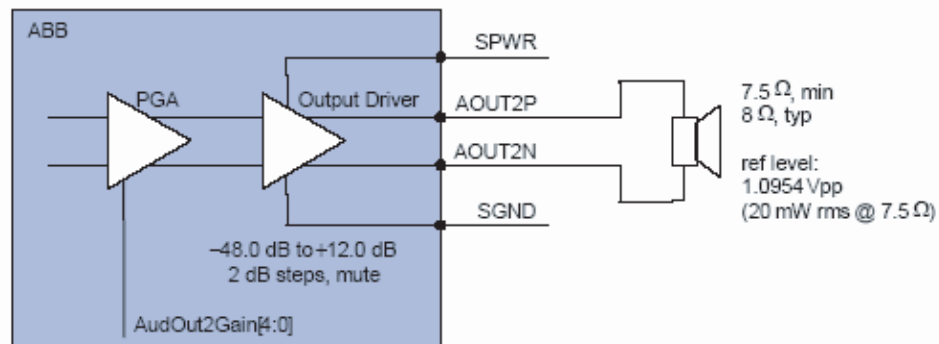 ABB
SPWR
PGA
Output Driver
AOUT2P
AOUT2N
SGND
–48.0 dB to +12.0 dB
2 dB steps, mute
AudOut2Gain[4:0]
7.5 Ω, min
8 Ω, typ
ref level:
1.0954 Vpp
(20 mW rms @ 7.5 Ω)